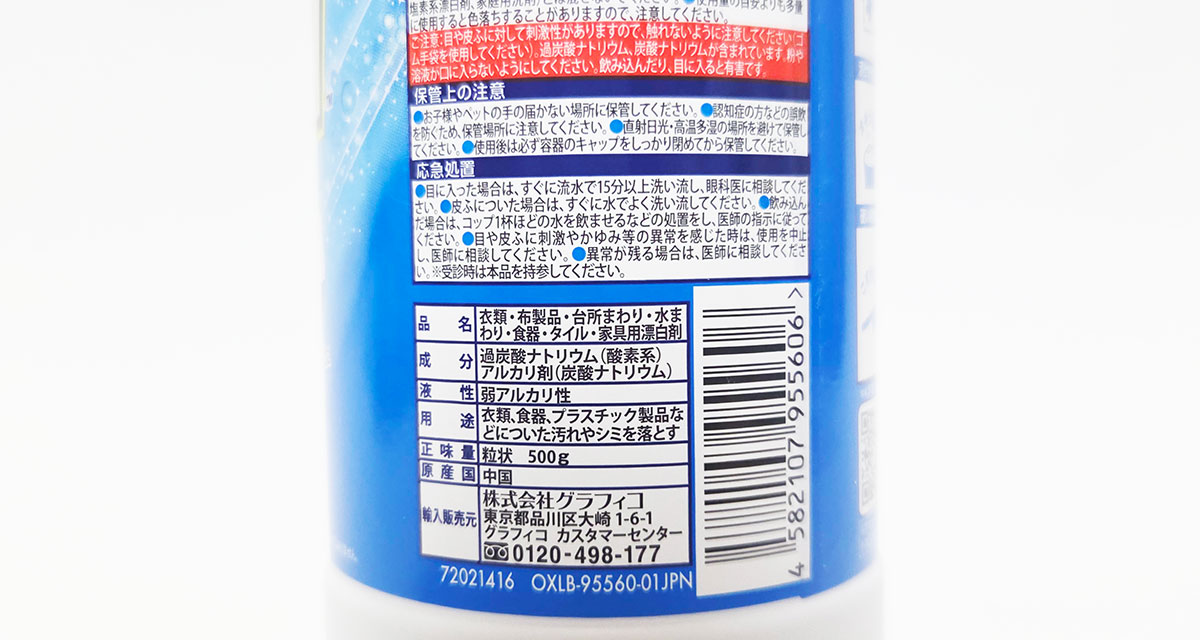 塩素系漂白剤、家庭用洗剤)とは混ぜないでください。●使用量の目安よりも多量
に使用すると色落ちすることがありますので、注意してください。
ご注意:目や皮ふに対して刺激性がありますので、触れないように注意してください(ゴ
ム手袋を使用してください)。過炭酸ナトリウム、炭酸ナトリウムが含まれています。粉や
溶液が口に入らないようにしてください。飲み込んだり、目に入ると有害です。
保管上の注意
●お子様やペットの手の届かない場所に保管してください。●認知症の方などの誤飲
を防ぐため、保管場所に注意してください。●直射日光・高温多湿の場所を避けて保管し
てください。●使用後は必ず容器のキャップをしっかり閉めてから保管してください。
応急処置
●目に入った場合は、すぐに流水で15分以上洗い流し、眼科医に相談してくだ
さい。●皮ふについた場合は、すぐに水でよく洗い流してください。●飲み込ん
だ場合は、コップ1杯ほどの水を飲ませるなどの処置をし、医師の指示に従って
ください。●目や皮ふに刺激やかゆみ等の異常を感じた時は、使用を中止
し、医師に相談してください。●異常が残る場合は、医師に相談してくださ
い。※受診時は本品を持参してください。
品名 衣類・布製品・台所まわり・水ま
わり・食器・タイル・家具用漂白剤
成分 過炭酸ナトリウム(酸素系)
アルカリ剤(炭酸ナトリウム)
液性 弱アルカリ性
用途 衣類、食器、プラスチック製品な
どについた汚れやシミを落とす
正味量 粒状 500g
原産国 中国
輸入販売元 株式会社グラフィコ
東京都品川区大崎1-6-1
グラフィコ カスタマーセンター
0120-498-177
72021416 OXLB-95560-01JPN
4 582107 955606 >